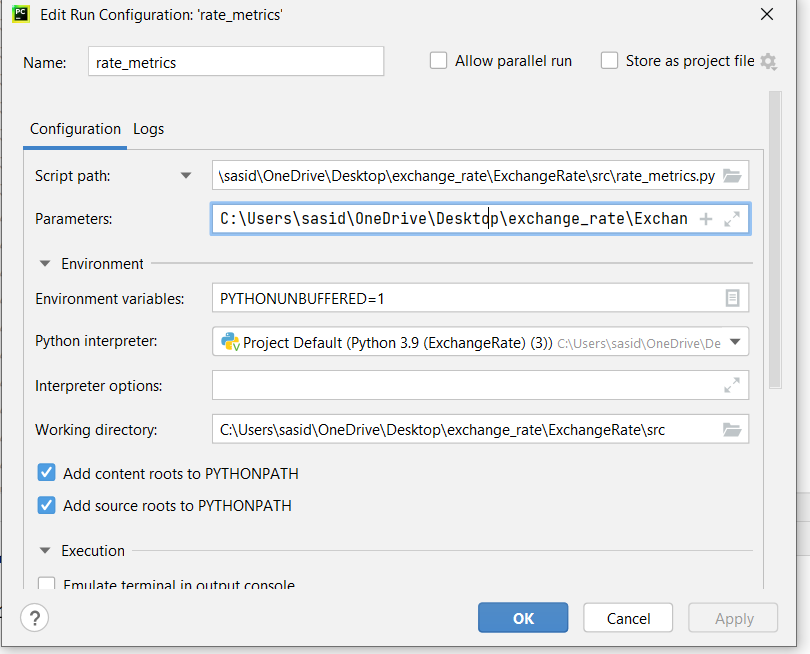 PC Edit Run Configuration: 'rate_metrics'
Name: rate_metrics Allow parallel run Store as project file
Configuration Logs
Script path: \sasid\OneDrive\Desktop\exchange_rate\ExchangeRate\src\rate_metrics.py
Parameters: C:\Users\sasid\OneDrive\Desktop\exchange_rate\Exchan
Environment
Environment variables: PYTHONUNBUFFERED=1
Python interpreter: Project Default (Python 3.9 (ExchangeRate) (3)) C:\Users\sasid\OneDrive\De
Interpreter options:
Working directory: C:\Users\sasid\OneDrive\Desktop\exchange_rate\ExchangeRate\src
Add content roots to PYTHONPATH
Add source roots to PYTHONPATH
Execution
Emulate terminal in output console
? OK Cancel Apply